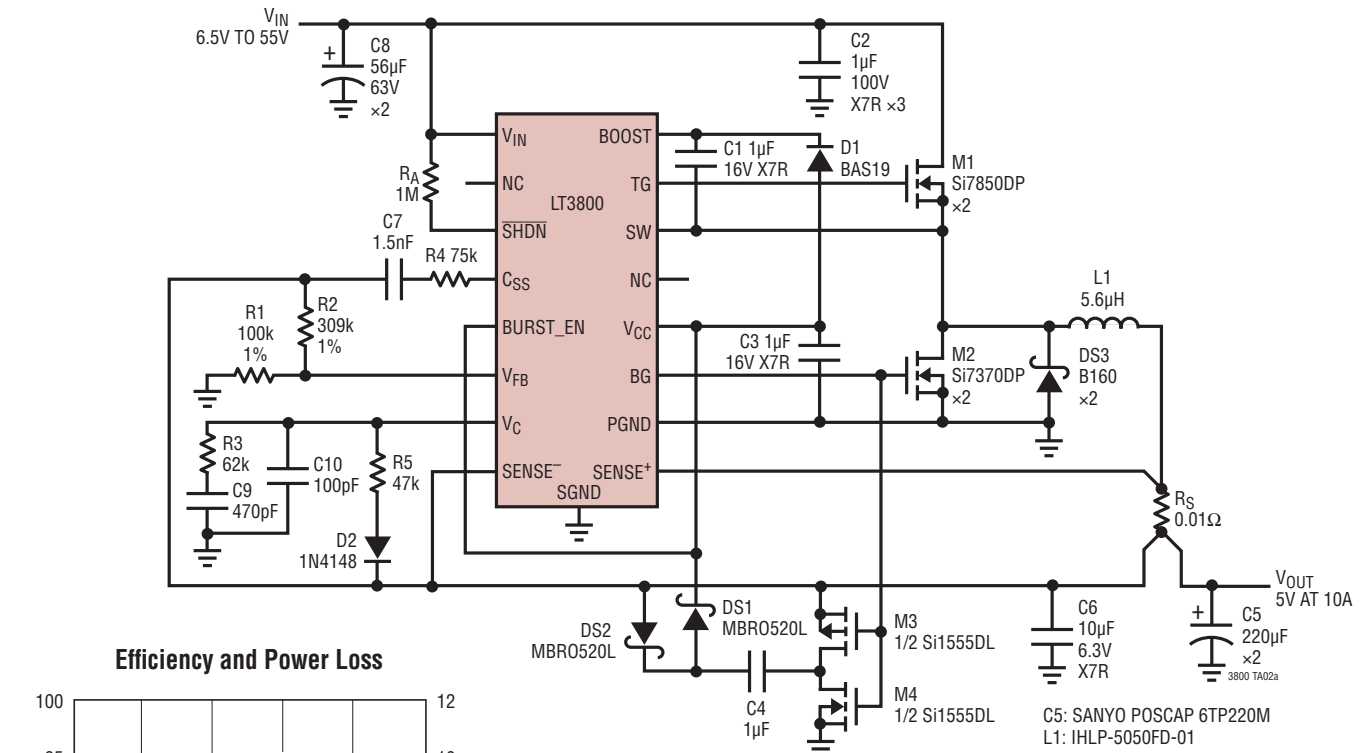 VIN
6.5V TO 55V
+
C8
56µF
63V
×2
C2
1µF
100V
X7R ×3
RA
1M
VIN
NC
SHDN
CSS
BURST_EN
VFB
VC
SENSE–
SGND
LT3800
BOOST
TG
SW
NC
VCC
BG
PGND
SENSE+
C1 1µF
16V X7R
D1
BAS19
M1
Si7850DP
×2
C7
1.5nF
R4 75k
R1
100k
1%
R2
309k
1%
C3 1µF
16V X7R
M2
Si7370DP
×2
L1
5.6µH
DS3
B160
×2
R3
62k
C9
470pF
C10
100pF
R5
47k
D2
1N4148
RS
0.01Ω
VOUT
5V AT 10A
DS2
MBRO520L
DS1
MBRO520L
C4
1µF
M3
1/2 Si1555DL
M4
1/2 Si1555DL
C6
10µF
6.3V
X7R
+
C5
220µF
×2
3800 TA02a
C5: SANYO POSCAP 6TP220M
L1: IHLP-5050FD-01
Efficiency and Power Loss
100
12